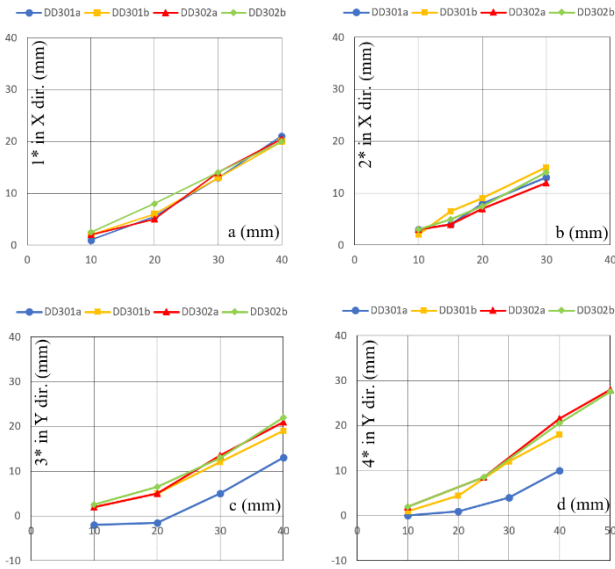 DD301a DD301b DD302a DD302b
40
30
20
10
0
0 10 20 30 40
1* in X dir. (mm)
a (mm)
DD301a DD301b DD302a DD302b
40
30
20
10
0
0 10 20 30 40
2* in X dir. (mm)
b (mm)
DD301a DD301b DD302a DD302b
40
30
20
10
0
-10
0 10 20 30 40
3* in Y dir. (mm)
c (mm)
DD301a DD301b DD302a DD302b
40
30
20
10
0
-10
0 10 20 30 40 50
4* in Y dir. (mm)
d (mm)